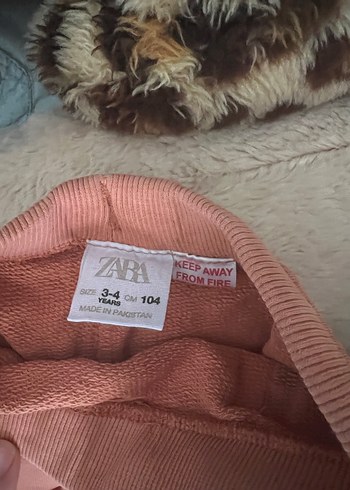 ZARA
SIZE 3-4 YEARS CM 104
MADE IN PAKISTAN
KEEP AWAY
FROM FIRE